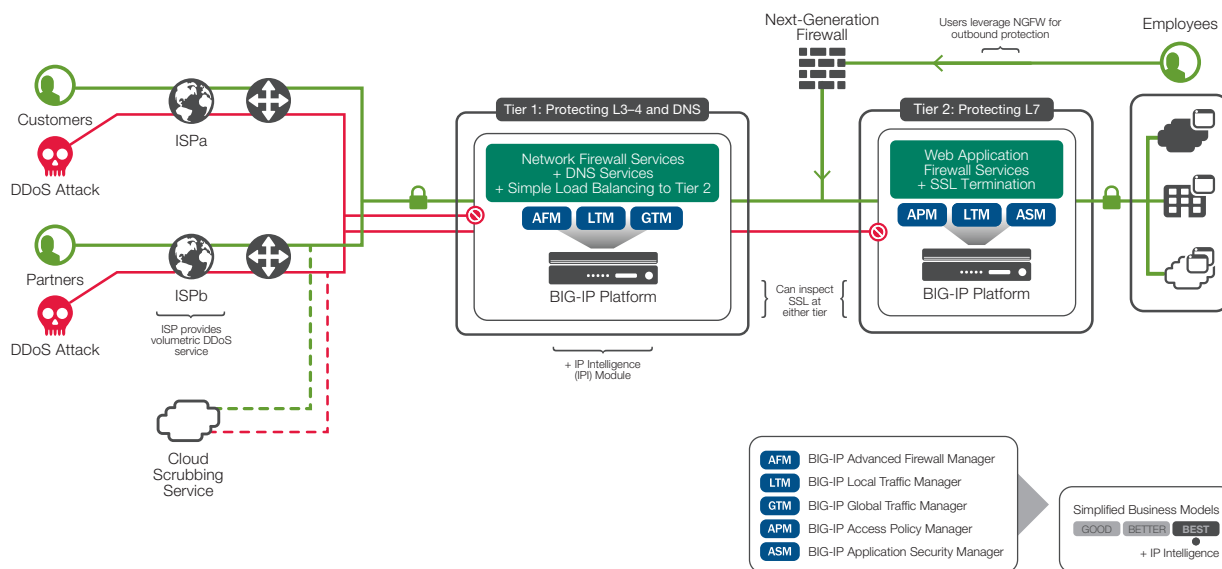 Next-Generation
Firewall
Users leverage NGFW for
outbound protection
Employees
Customers
DDoS Attack
ISPa
Partners
DDoS Attack
ISPb
ISP provides
volumetric DDoS
service
Cloud
Scrubbing
Service
Tier 1: Protecting L3–4 and DNS
Network Firewall Services
+ DNS Services
+ Simple Load Balancing to Tier 2
AFM
LTM
GTM
BIG-IP Platform
+ IP Intelligence
(IPI) Module
Can inspect
SSL at
either tier
Tier 2: Protecting L7
Web Application
Firewall Services
+ SSL Termination
APM
LTM
ASM
BIG-IP Platform
AFM BIG-IP Advanced Firewall Manager
LTM BIG-IP Local Traffic Manager
GTM BIG-IP Global Traffic Manager
APM BIG-IP Access Policy Manager
ASM BIG-IP Application Security Manager
Simplified Business Models
GOOD BETTER BEST
+ IP Intelligence